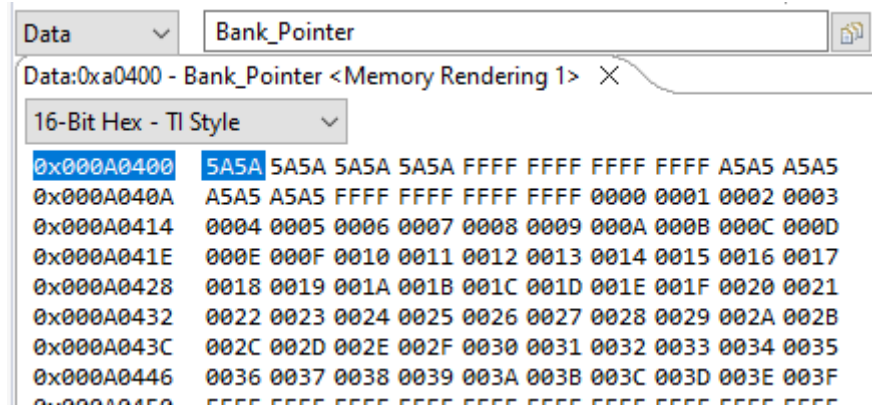 Data Bank_Pointer
Data:0xa0400 - Bank_Pointer <Memory Rendering 1>
16-Bit Hex - TI Style
0x000A0400 5A5A 5A5A 5A5A 5A5A FFFF FFFF FFFF FFFF A5A5 A5A5
0x000A040A A5A5 A5A5 FFFF FFFF FFFF FFFF 0000 0001 0002 0003
0x000A0414 0004 0005 0006 0007 0008 0009 000A 000B 000C 000D
0x000A041E 000E 000F 0010 0011 0012 0013 0014 0015 0016 0017
0x000A0428 0018 0019 001A 001B 001C 001D 001E 001F 0020 0021
0x000A0432 0022 0023 0024 0025 0026 0027 0028 0029 002A 002B
0x000A043C 002C 002D 002E 002F 0030 0031 0032 0033 0034 0035
0x000A0446 0036 0037 0038 0039 003A 003B 003C 003D 003E 003F